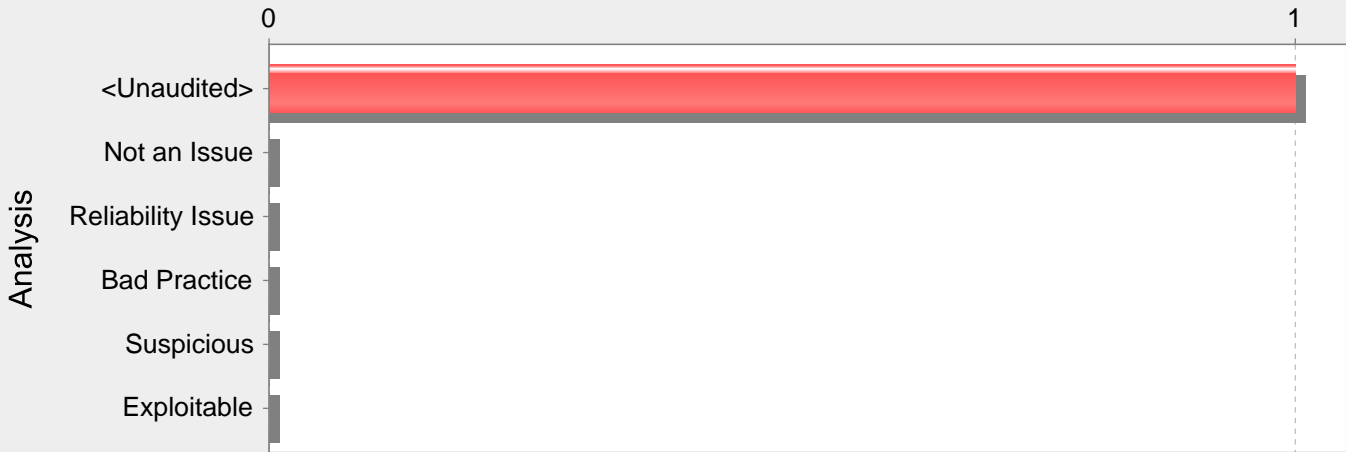 0 1
<Unaudited>
Not an Issue
Reliability Issue
Bad Practice
Suspicious
Exploitable
Analysis